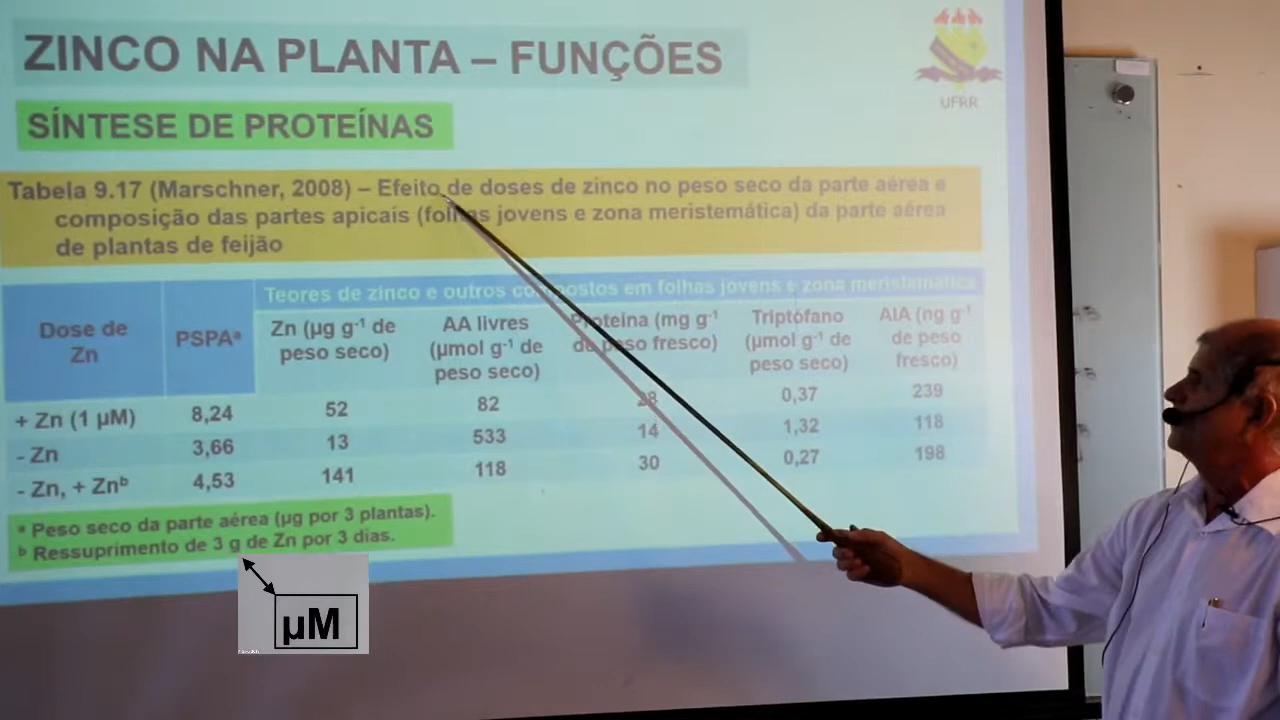 ZINCO NA PLANTA – FUNÇÕES
UFRR
SÍNTESE DE PROTEÍNAS
Tabela 9.17 (Marschner, 2008) – Efeito de doses de zinco no peso seco da parte aérea e
composição das partes apicais (folhas jovens e zona meristemática) da parte aérea
de plantas de feijão
Teores de zinco e outros compostos em folhas jovens e zona meristemática
Dose de
Zn
PSPAª
Zn (µg g⁻¹ de
peso seco)
AA livres
(µmol g⁻¹ de
peso seco)
Proteína (mg g⁻¹
de peso fresco)
Triptófano
(µmol g⁻¹ de
peso seco)
AIA (ng g⁻¹
de peso
fresco)
+ Zn (1 µM) 8,24 52 82 28 0,37 239
- Zn 3,66 13 533 14 1,32 118
- Zn, + Znᵇ 4,53 141 118 30 0,27 198
ª Peso seco da parte aérea (µg por 3 plantas).
ᵇ Ressuprimento de 3 g de Zn por 3 dias.
µM